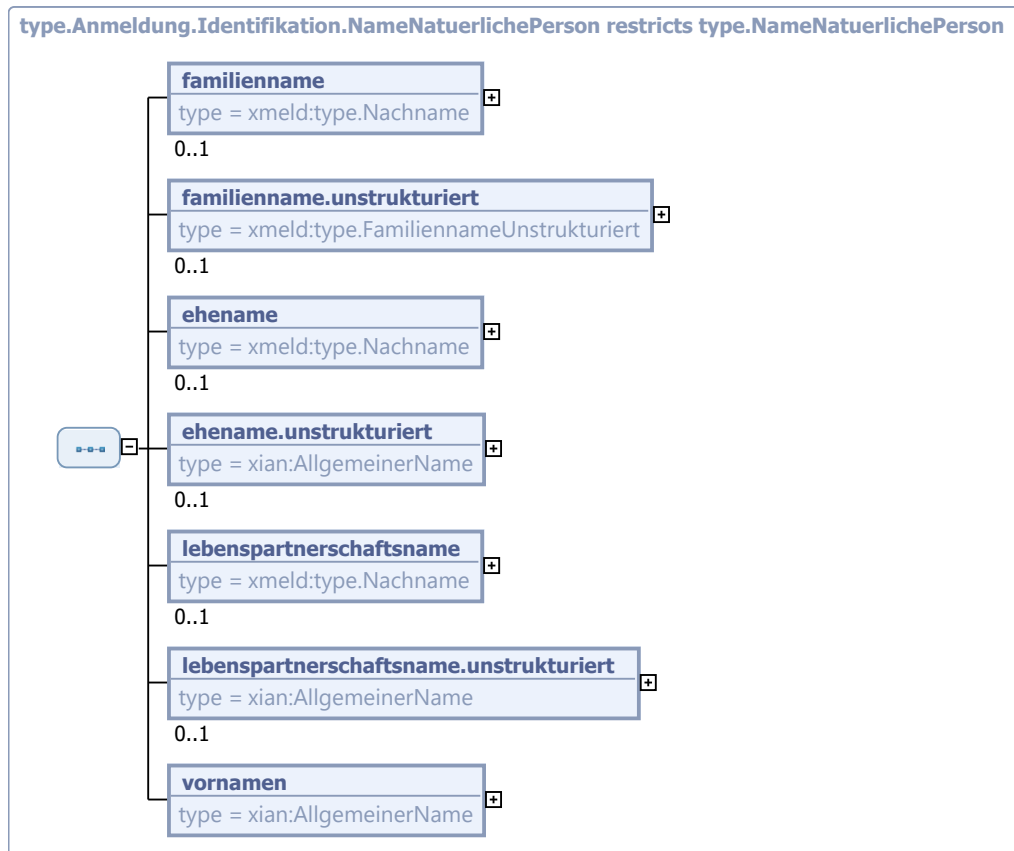 type.Anmeldung.Identifikation.NameNatuerlichePerson restricts type.NameNatuerlichePerson
familienname
type = xmeld:type.Nachname
0..1
familienname.unstrukturiert
type = xmeld:type.FamiliennameUnstrukturiert
0..1
ehename
type = xmeld:type.Nachname
0..1
ehename.unstrukturiert
type = xian:AllgemeinerName
0..1
lebenspartnerschaftsname
type = xmeld:type.Nachname
0..1
lebenspartnerschaftsname.unstrukturiert
type = xian:AllgemeinerName
0..1
vornamen
type = xian:AllgemeinerName